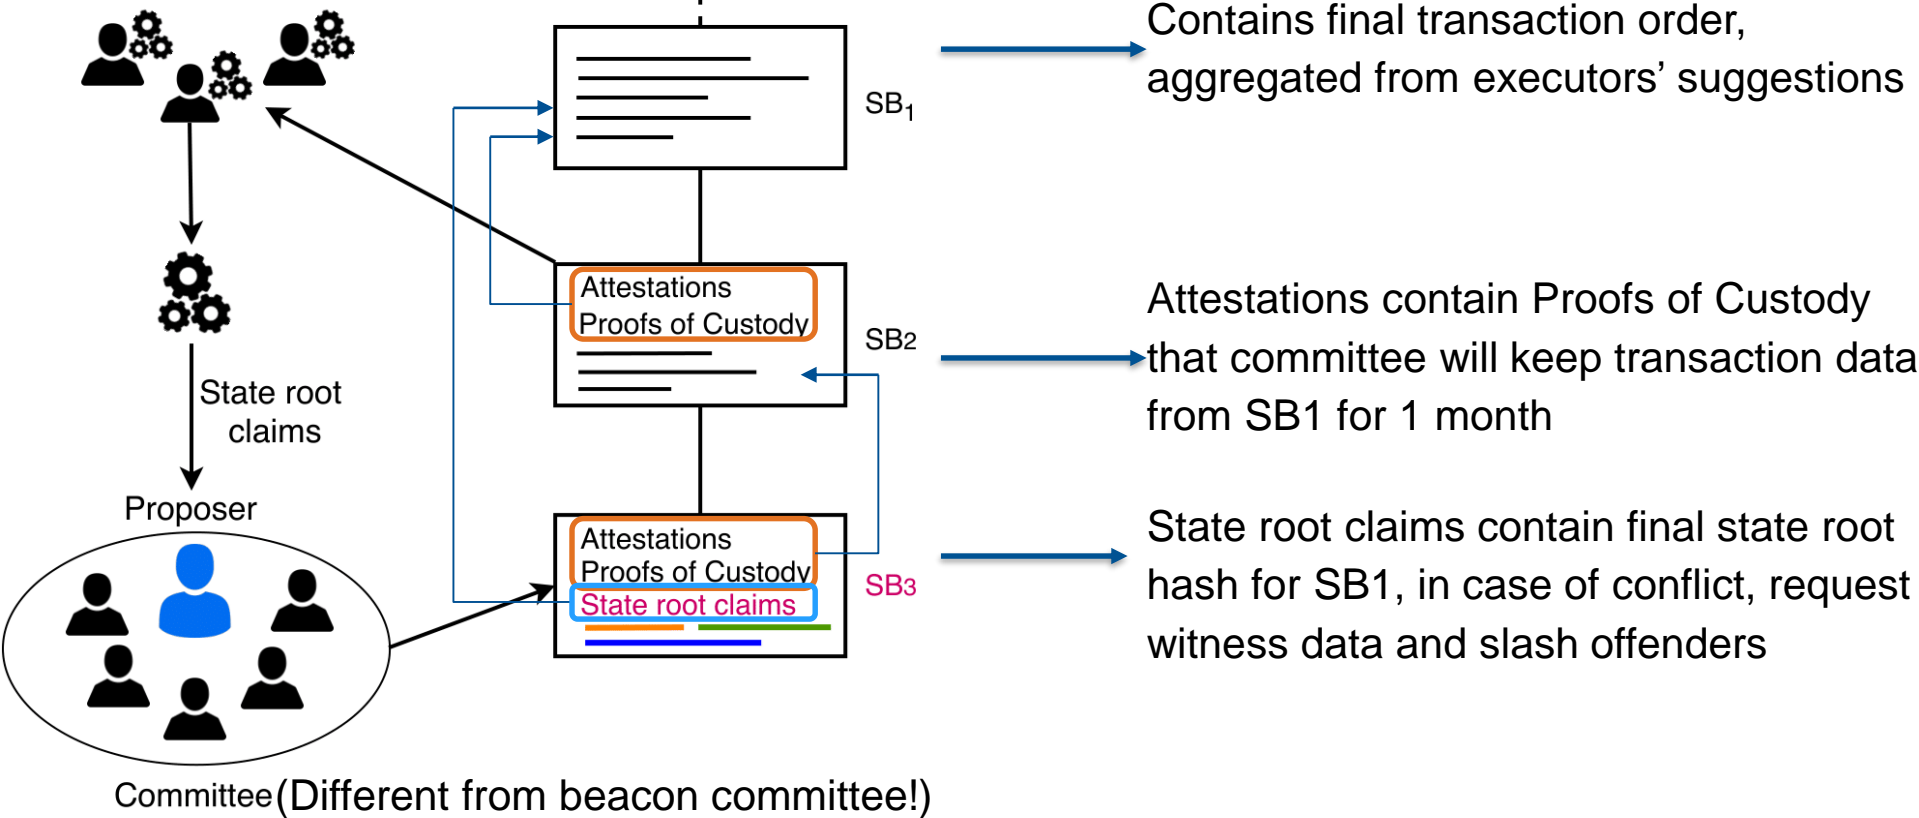 Contains final transaction order,
aggregated from executors’ suggestions
SB1
Attestations
Proofs of Custody
SB2
Attestations contain Proofs of Custody
that committee will keep transaction data
from SB1 for 1 month
State root
claims
Proposer
Attestations
Proofs of Custody
State root claims
SB3
State root claims contain final state root
hash for SB1, in case of conflict, request
witness data and slash offenders
Committee (Different from beacon committee!)